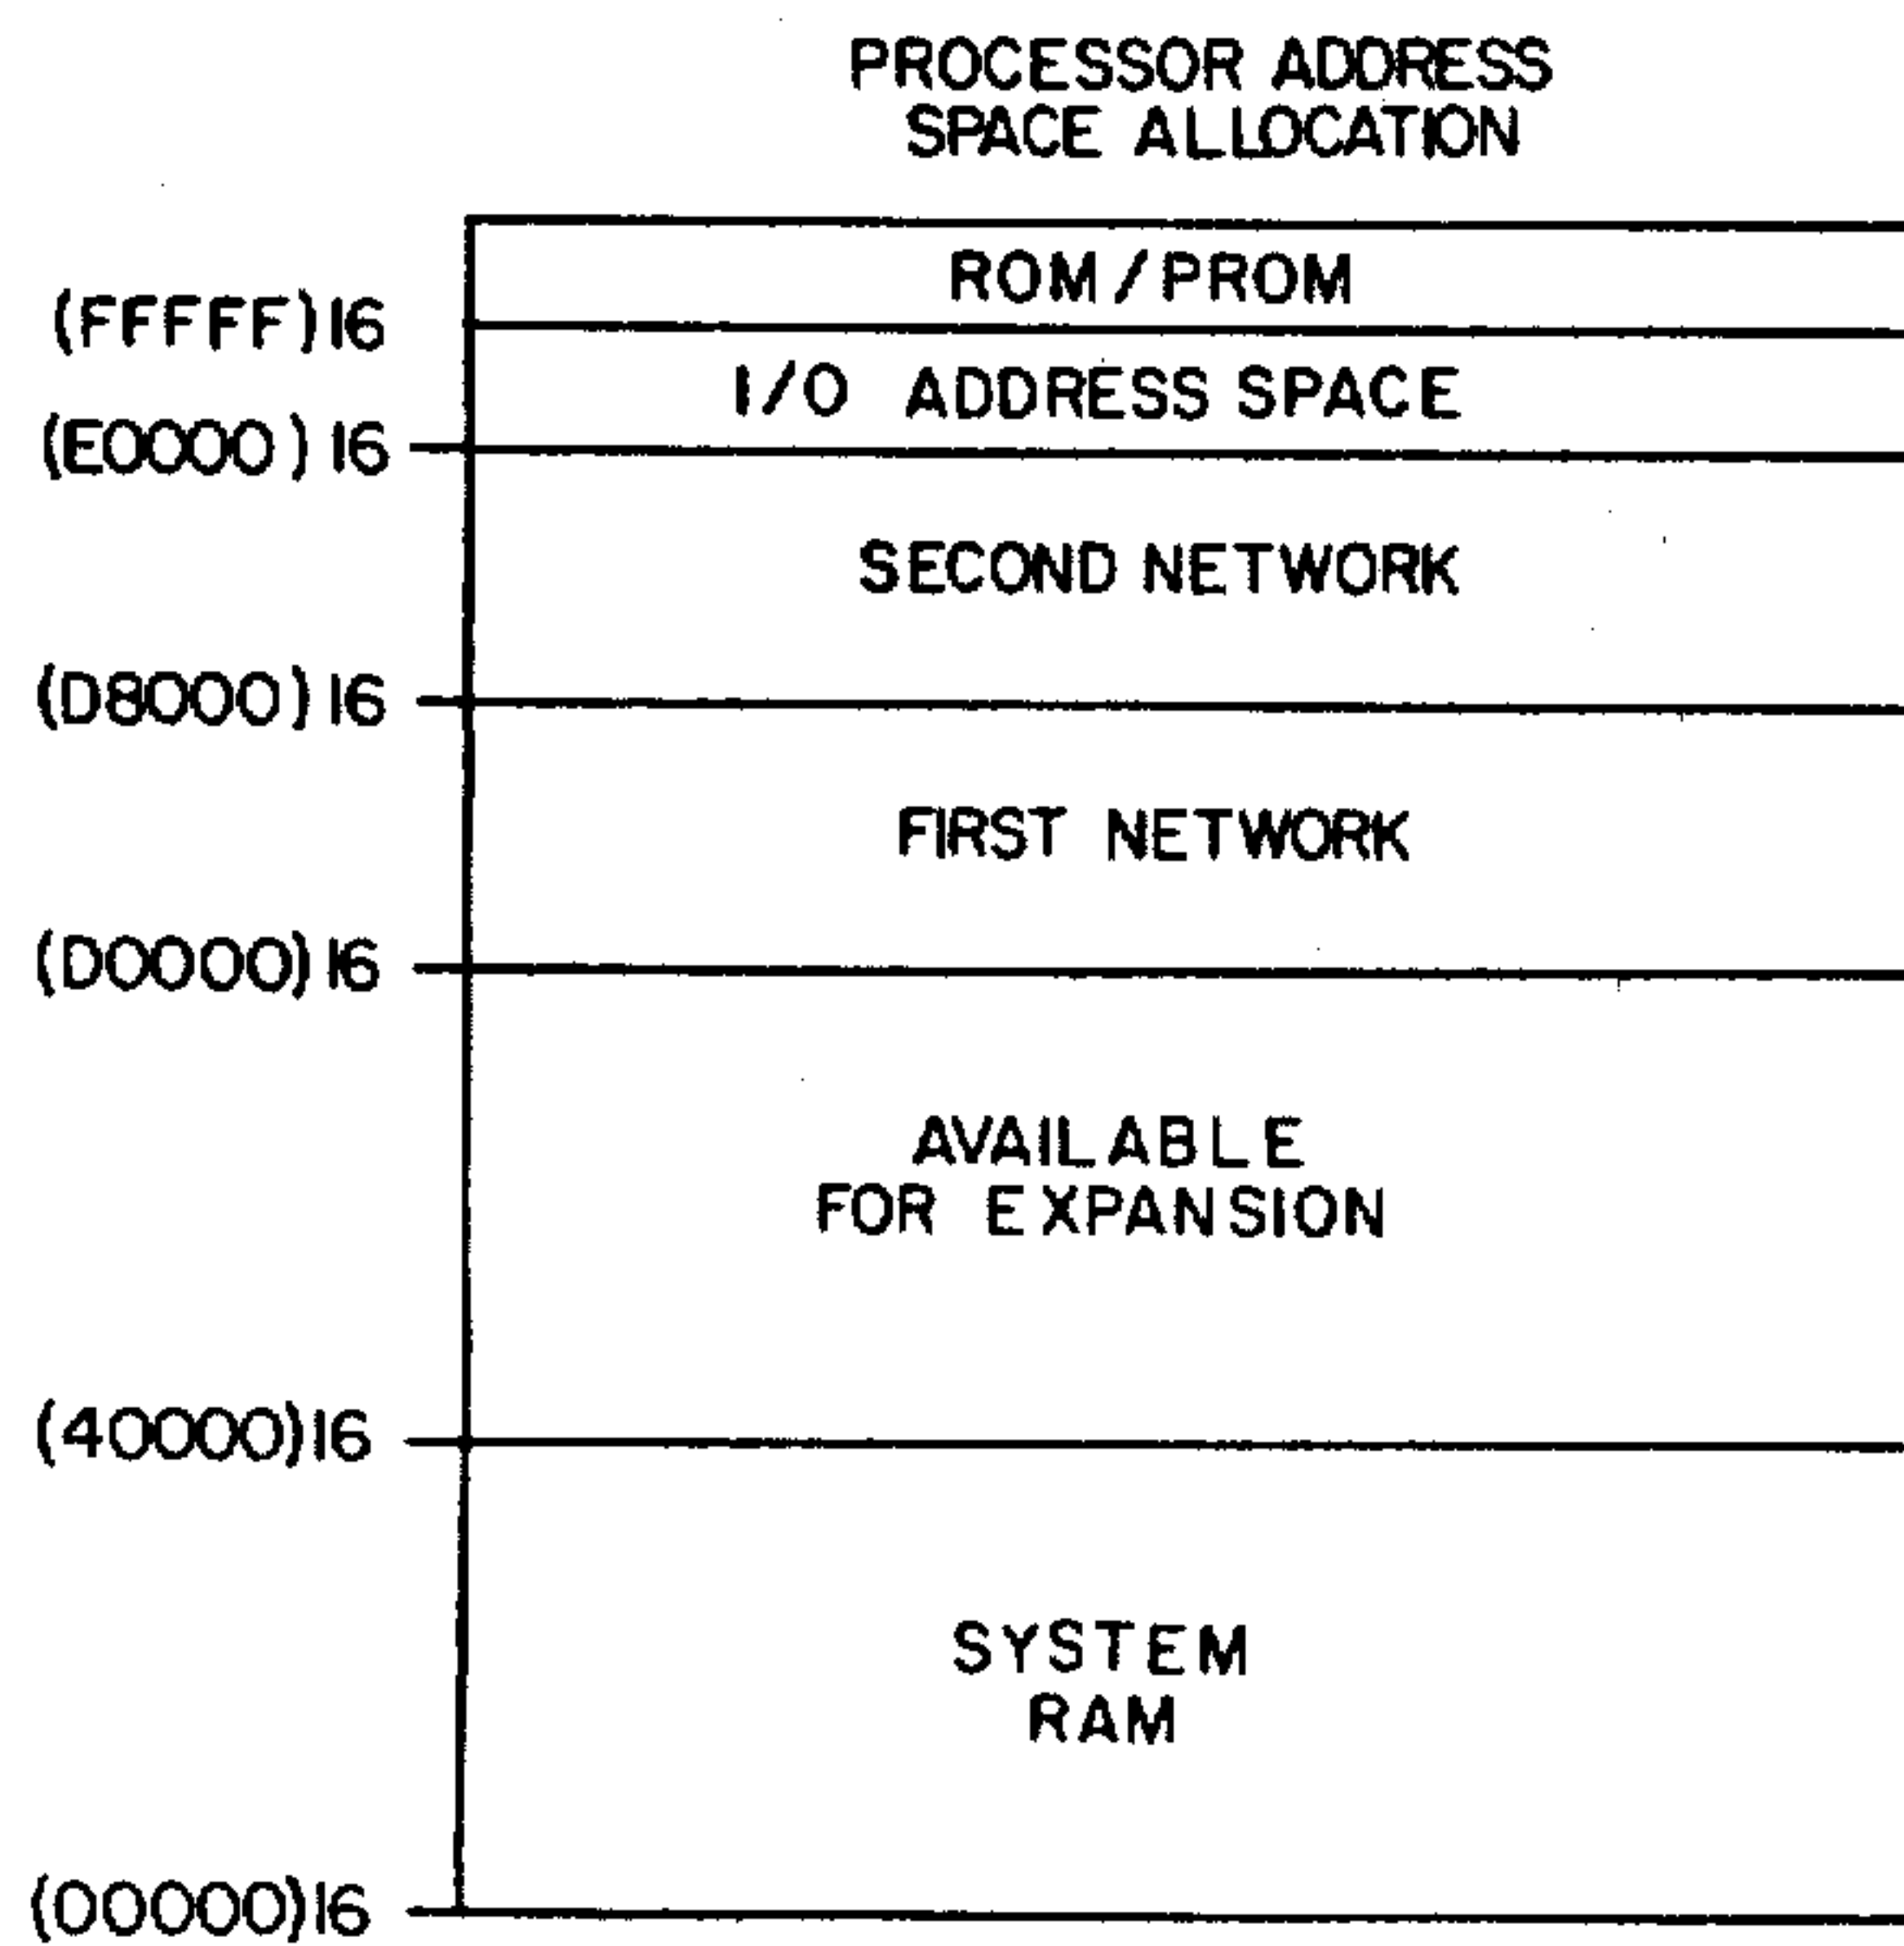 PROCESSOR ADDRESS
SPACE ALLOCATION
ROM/PROM
(FFFFF)16
I/O ADDRESS SPACE
(E0000)16
SECOND NETWORK
(D8000)16
FIRST NETWORK
(D0000)16
AVAILABLE
FOR EXPANSION
(40000)16
SYSTEM
RAM
(00000)16